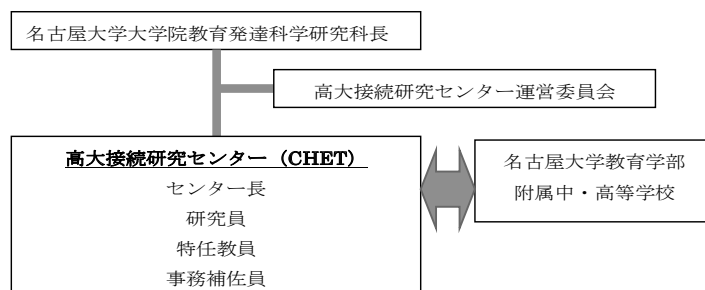 名古屋大学大学院教育発達科学研究科長
高大接続研究センター運営委員会
高大接続研究センター（CHET）
センター長
研究員
特任教員
事務補佐員
名古屋大学教育学部
附属中・高等学校